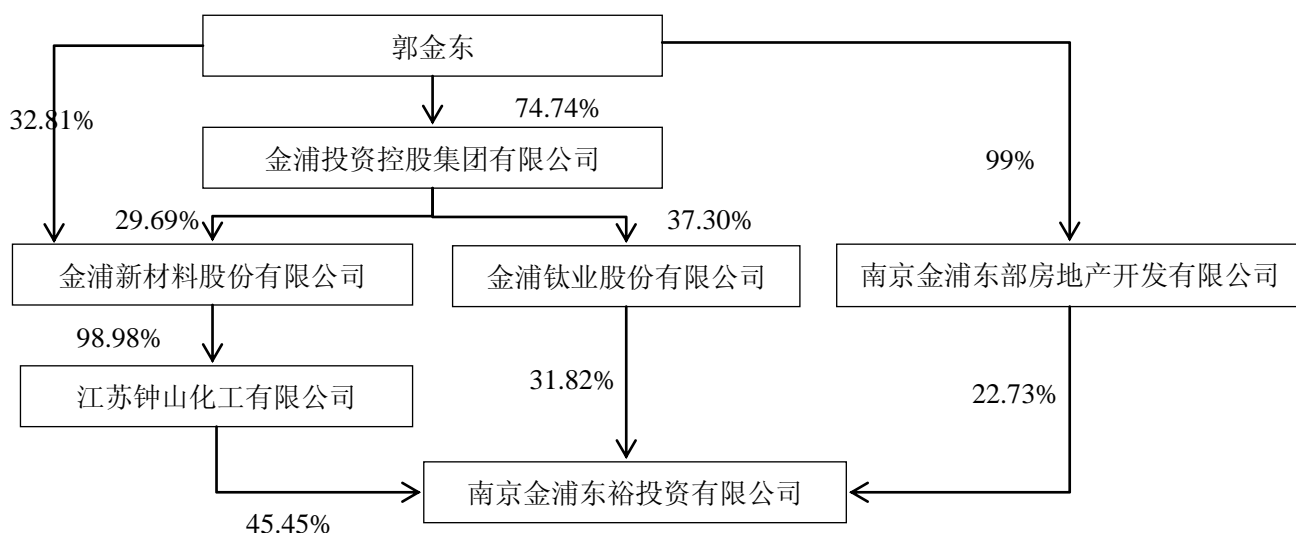 郭金东
32.81%
74.74%
金浦投资控股集团有限公司
99%
29.69%
37.30%
金浦新材料股份有限公司
金浦钛业股份有限公司
南京金浦东部房地产开发有限公司
98.98%
31.82%
22.73%
江苏钟山化工有限公司
南京金浦东裕投资有限公司
45.45%